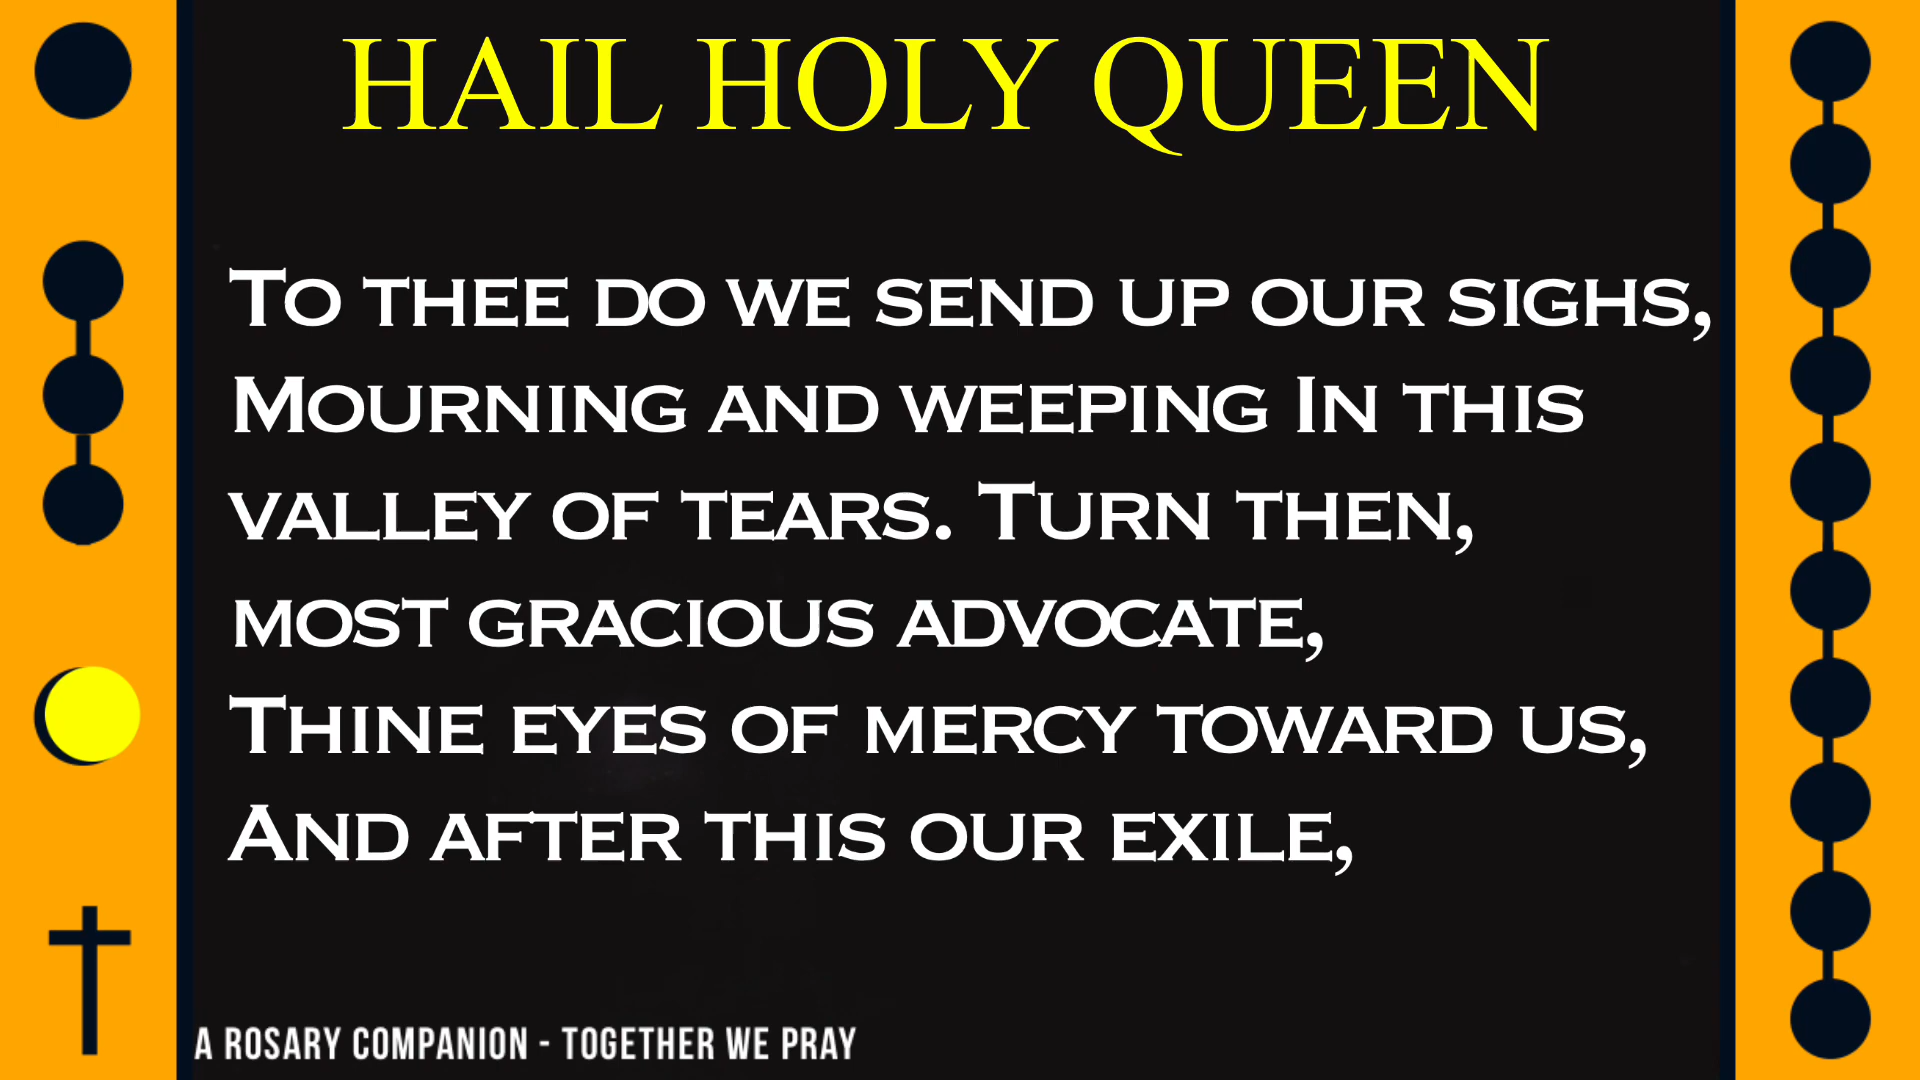 HAIL HOLY QUEEN
To thee do we send up our sighs,
Mourning and weeping In this
valley of tears. Turn then,
most gracious advocate,
Thine eyes of mercy toward us,
And after this our exile,
A ROSARY COMPANION - TOGETHER WE PRAY